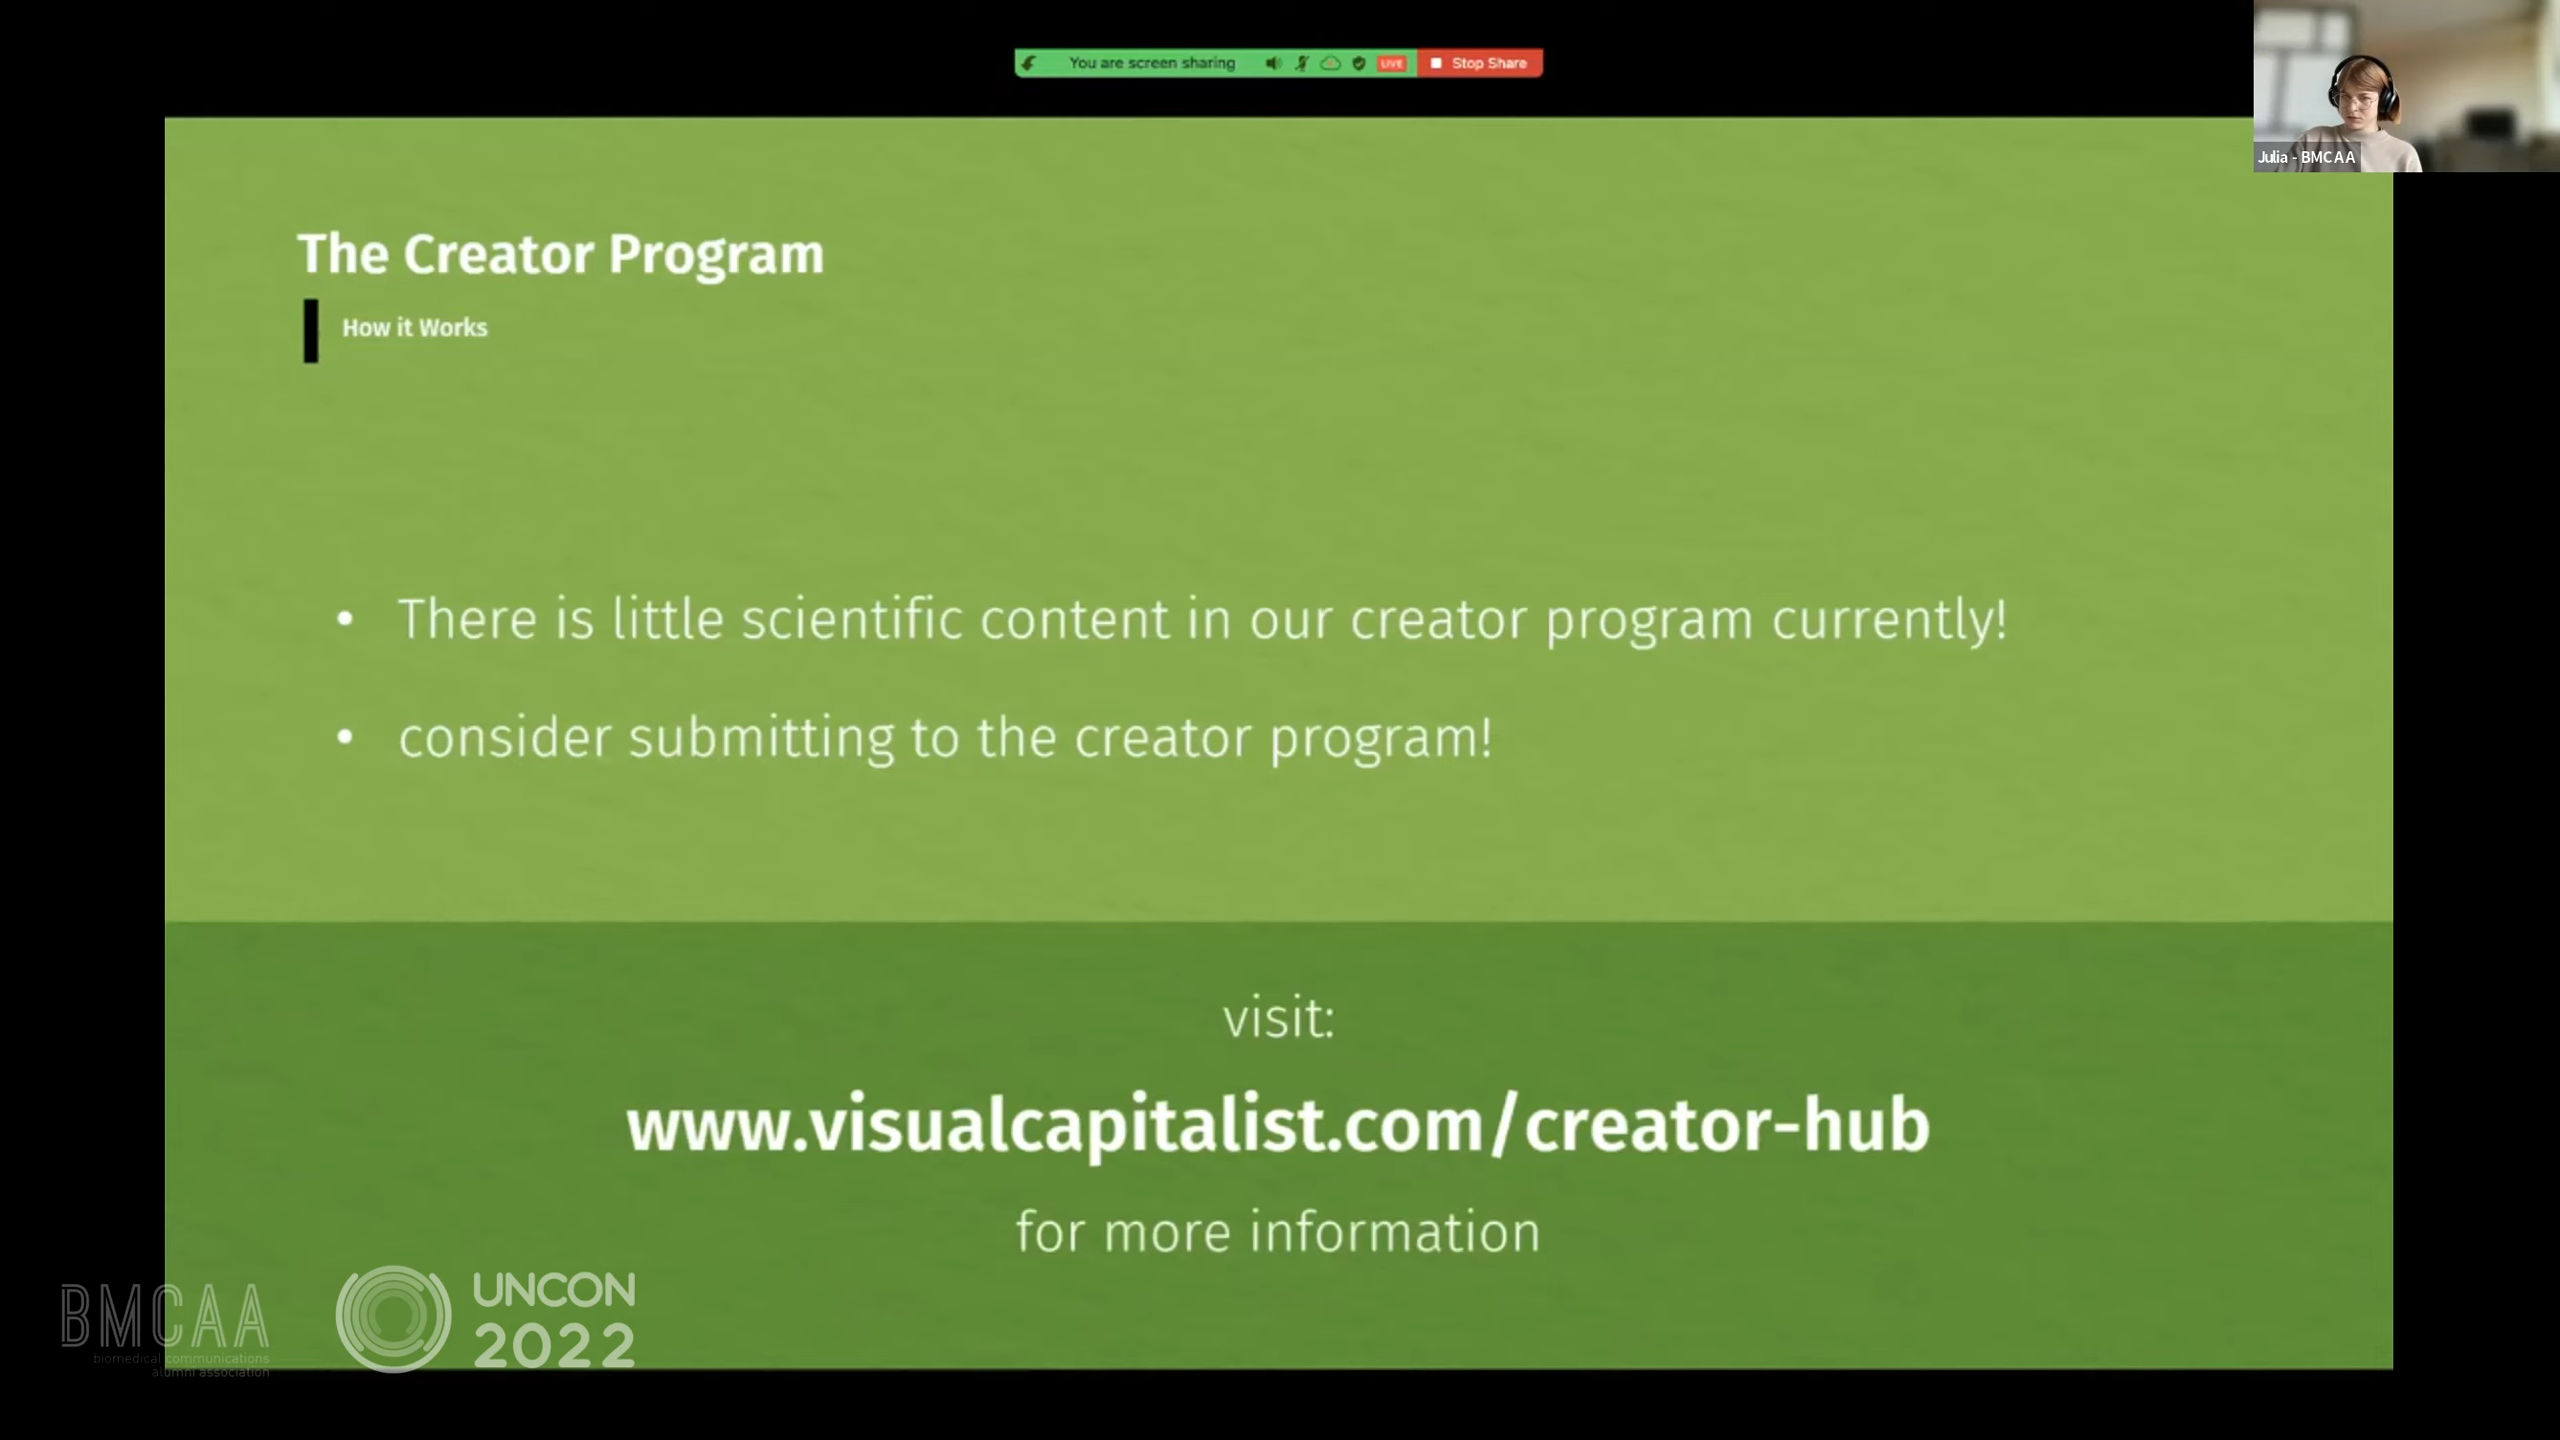 You are screen sharing
LIVE
Stop Share
Julia - BMCAA
The Creator Program
How it Works
• There is little scientific content in our creator program currently!
• consider submitting to the creator program!
visit:
www.visualcapitalist.com/creator-hub
for more information
BMCAA
biomedical communications
alumni association
UNCON
2022